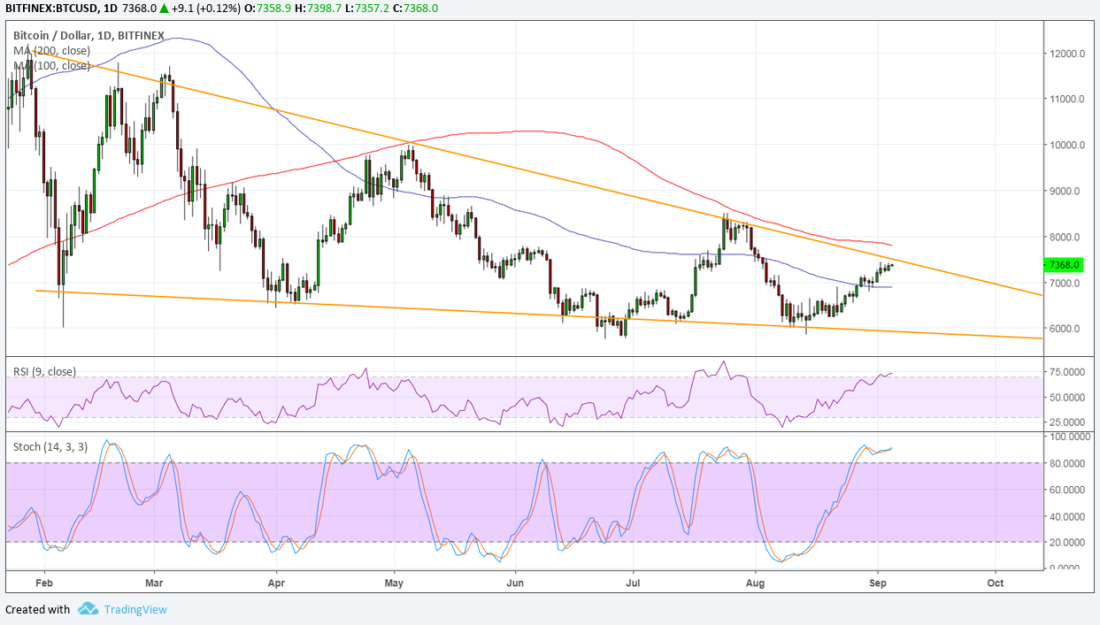 BITFINEX:BTCUSD, 1D 7368.0 ▲ +9.1 (+0.12%) O:7358.9 H:7398.7 L:7357.2 C:7368.0
Bitcoin / Dollar, 1D, BITFINEX
MA (200, close)
MA (100, close)
12000.0
11000.0
10000.0
9000.0
8000.0
7368.0
7000.0
6000.0
RSI (9, close)
75.0000
50.0000
25.0000
Stoch (14, 3, 3)
100.0000
80.0000
60.0000
40.0000
20.0000
0.0000
Feb Mar Apr May Jun Jul Aug Sep Oct
Created with TradingView